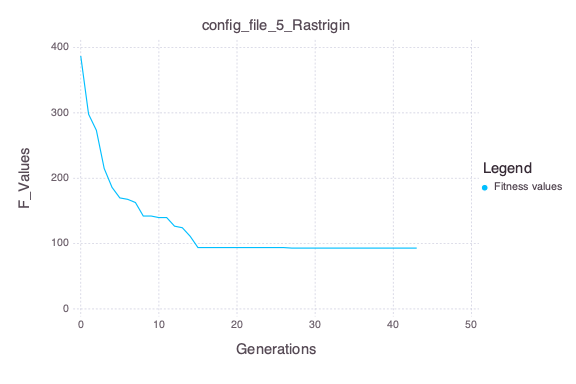 config_file_5_Rastrigin
400
300
200
100
0
F_Values
0 10 20 30 40 50
Generations
Legend
Fitness values